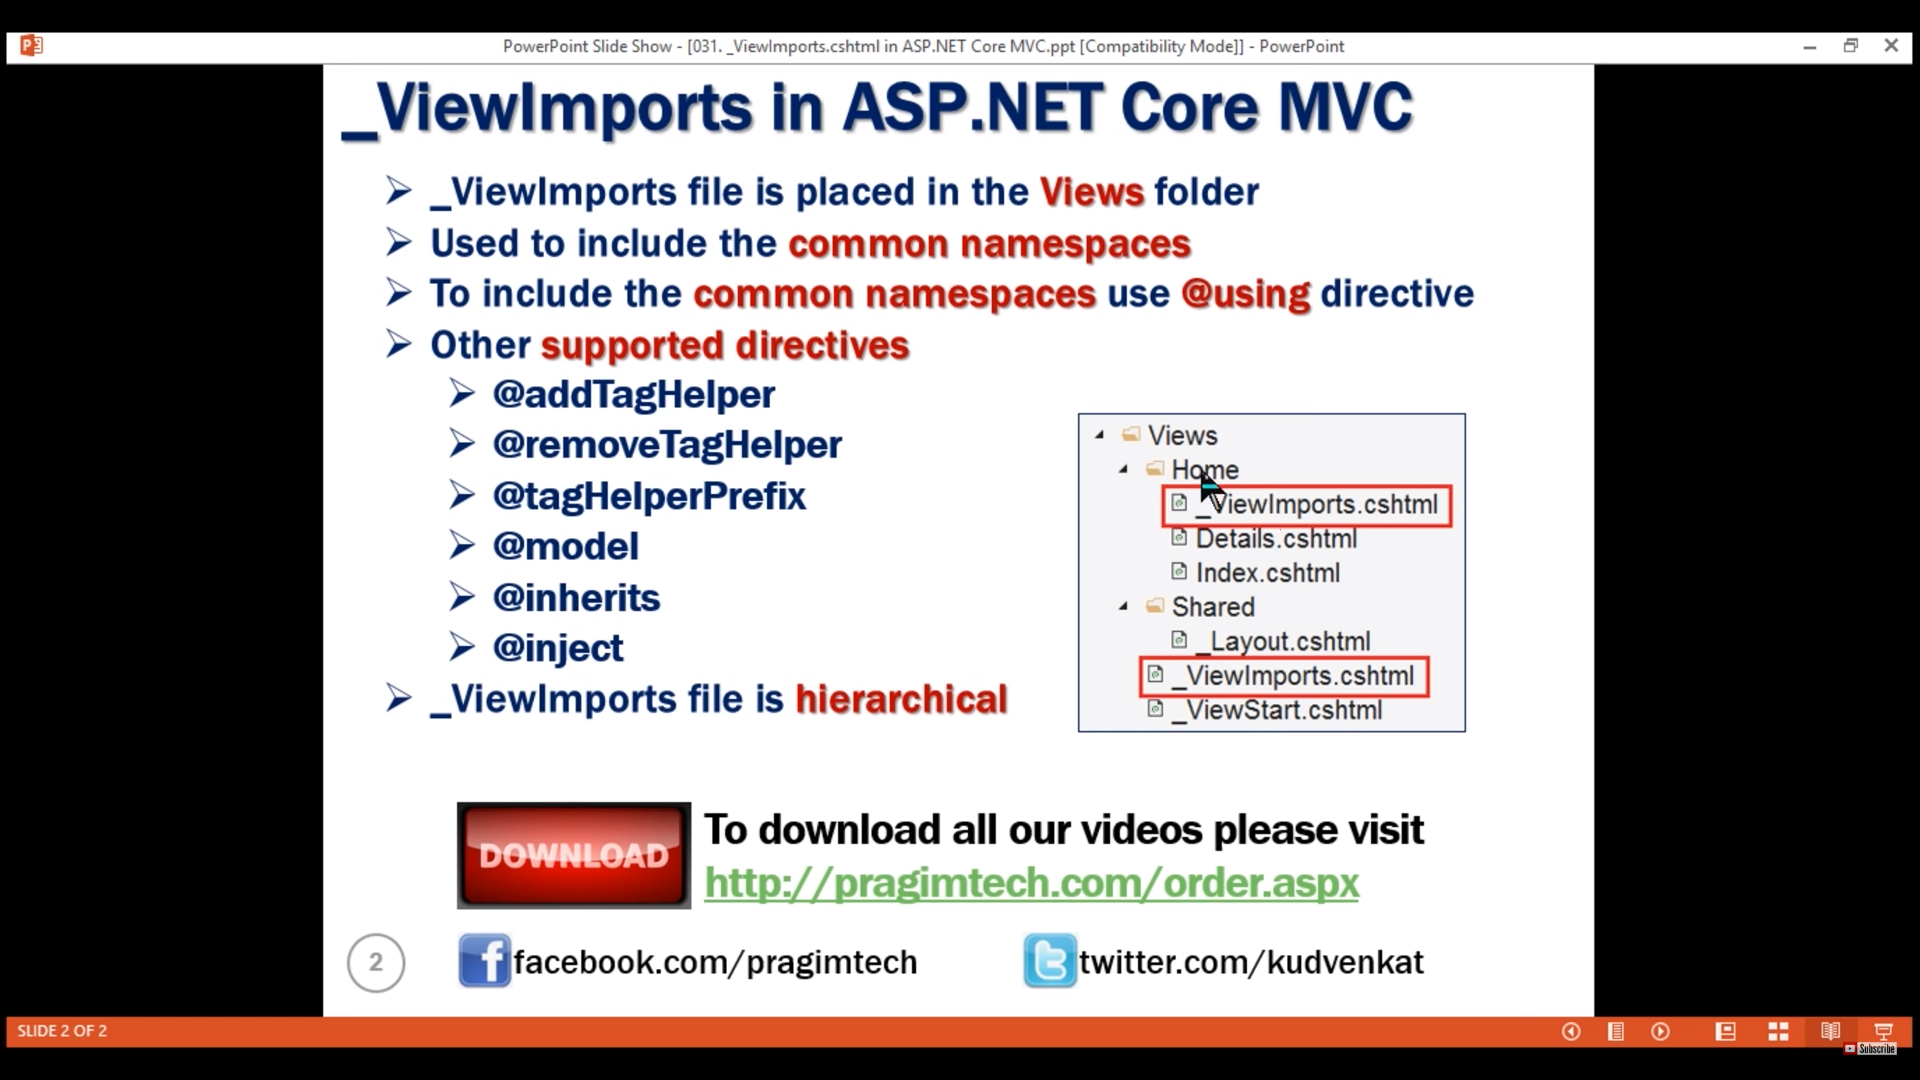 PowerPoint Slide Show - [031. _ViewImports.cshtml in ASP.NET Core MVC.ppt [Compatibility Mode]] - PowerPoint
_ViewImports in ASP.NET Core MVC
_ViewImports file is placed in the Views folder
Used to include the common namespaces
To include the common namespaces use @using directive
Other supported directives
@addTagHelper
@removeTagHelper
@tagHelperPrefix
@model
@inherits
@inject
_ViewImports file is hierarchical
Views
Home
_ViewImports.cshtml
Details.cshtml
Index.cshtml
Shared
_Layout.cshtml
_ViewImports.cshtml
_ViewStart.cshtml
DOWNLOAD
To download all our videos please visit
http://pragimtech.com/order.aspx
2
facebook.com/pragimtech
twitter.com/kudvenkat
SLIDE 2 OF 2
Subscribe